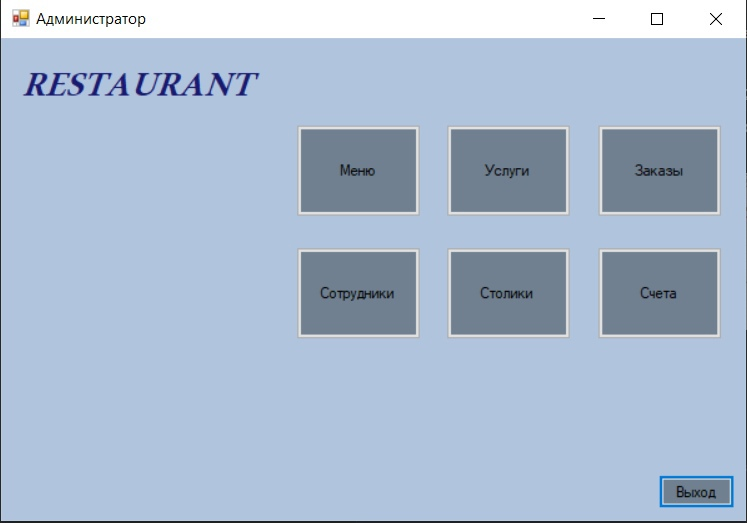 Администратор
RESTAURANT
Меню
Услуги
Заказы
Сотрудники
Столики
Счета
Выход